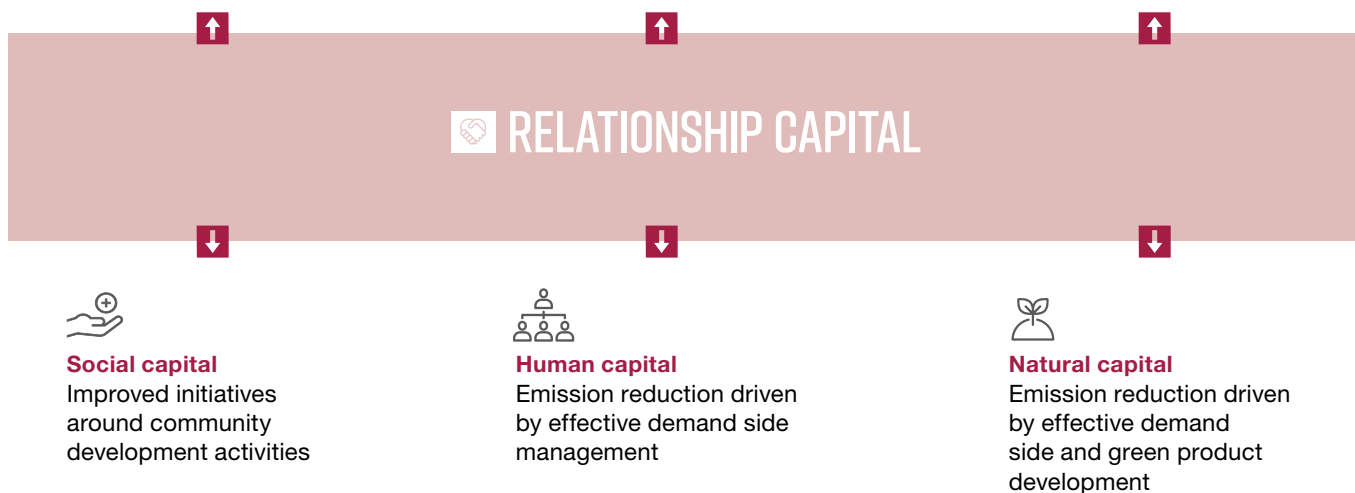 RELATIONSHIP CAPITAL
Social capital
Improved initiatives
around community
development activities
Human capital
Emission reduction driven
by effective demand side
management
Natural capital
Emission reduction driven
by effective demand
side and green product
development